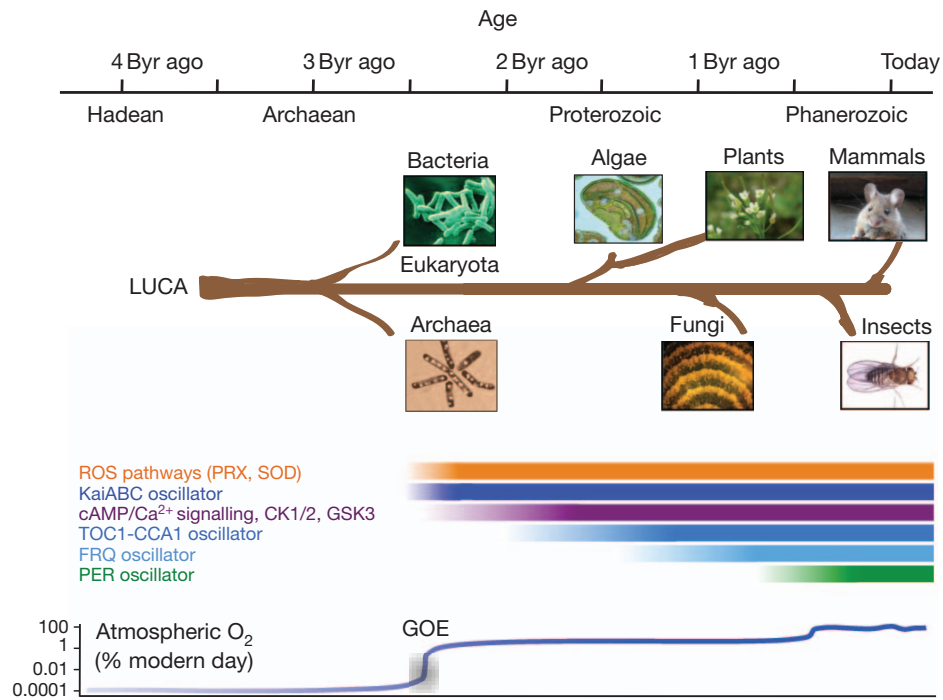 Age
4 Byr ago 3 Byr ago 2 Byr ago 1 Byr ago Today
Hadean Archaean Proterozoic Phanerozoic
Bacteria Algae Plants Mammals
Eukaryota
LUCA
Archaea Fungi Insects
ROS pathways (PRX, SOD)
KaiABC oscillator
cAMP/Ca²⁺ signalling, CK1/2, GSK3
TOC1-CCA1 oscillator
FRQ oscillator
PER oscillator
100 Atmospheric O₂ GOE
1 (% modern day)
0.01
0.0001